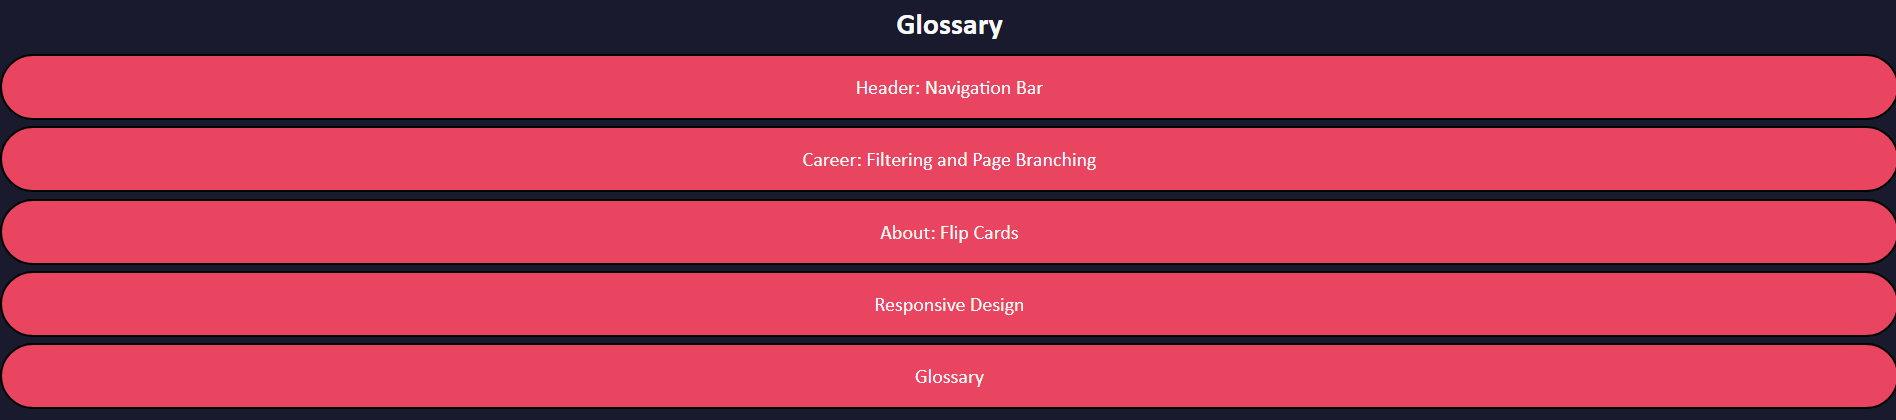 Glossary
Header: Navigation Bar
Career: Filtering and Page Branching
About: Flip Cards
Responsive Design
Glossary